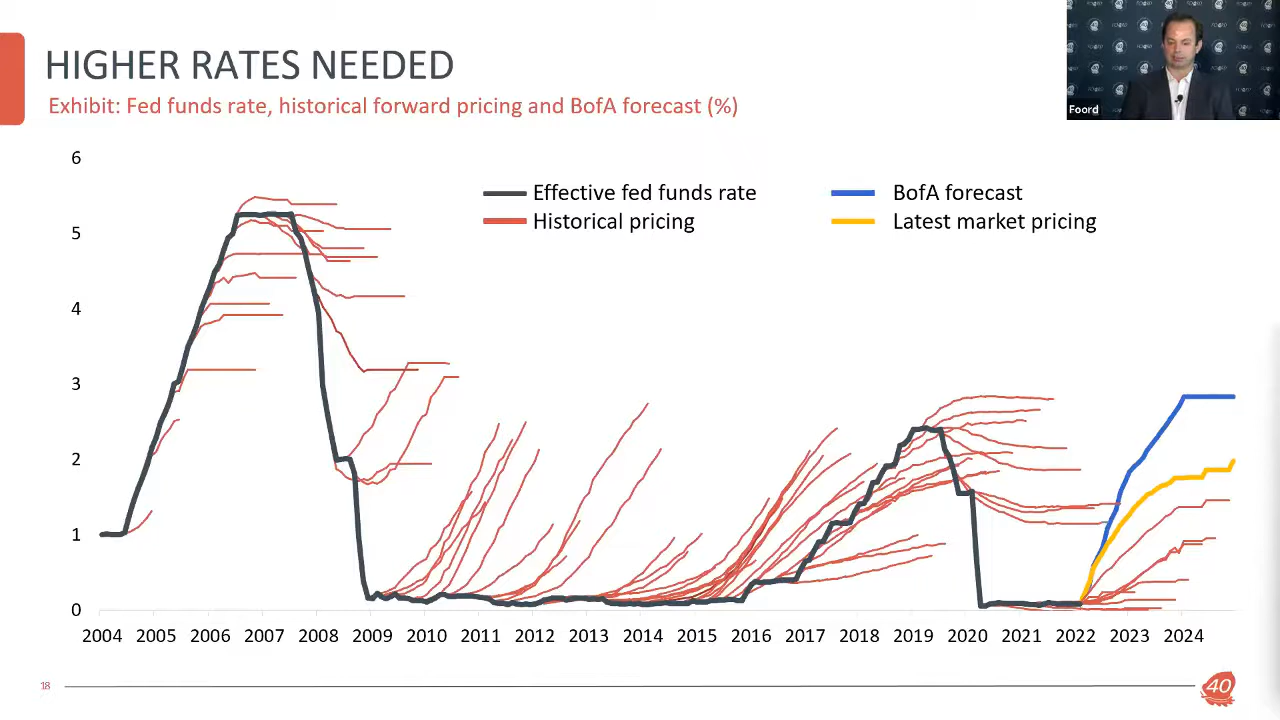 HIGHER RATES NEEDED
Exhibit: Fed funds rate, historical forward pricing and BofA forecast (%)
Foord
6
5
4
3
2
1
0
Effective fed funds rate
BofA forecast
Historical pricing
Latest market pricing
2004 2005 2006 2007 2008 2009 2010 2011 2012 2013 2014 2015 2016 2017 2018 2019 2020 2021 2022 2023 2024
18
40